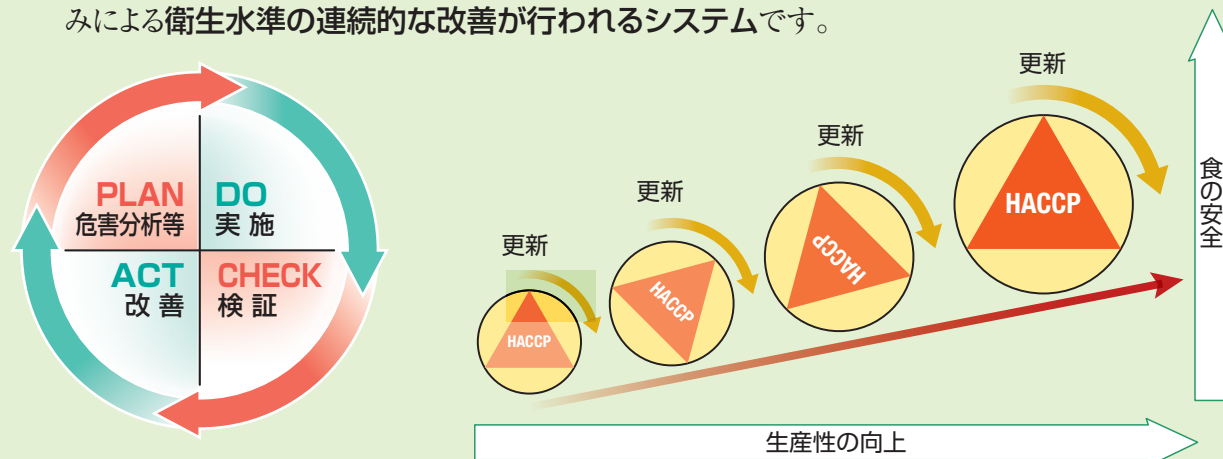 みによる衛生水準の連続的な改善が行われるシステムです。
PLAN
危害分析等
DO
実施
ACT
改善
CHECK
検証
更新
HACCP
更新
HACCP
更新
HACCP
更新
HACCP
食の安全
生産性の向上